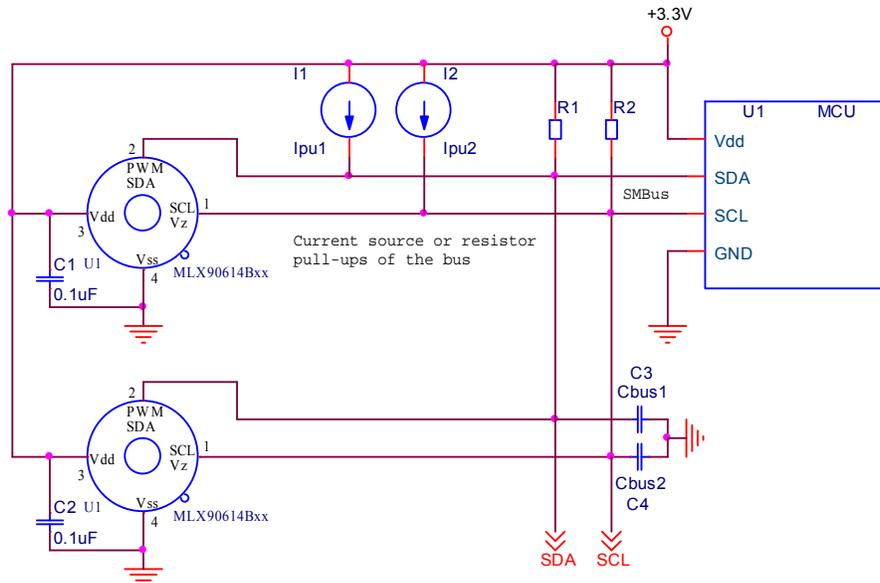 +3.3V
I1
I2
R1
R2
U1
MCU
Ipu1
Ipu2
Vdd
SDA
SCL
GND
SMBus
2
PWM
SDA
SCL
Vz
1
Vdd
3
Vss
4
U1
MLX90614Bxx
C1
0.1uF
Current source or resistor
pull-ups of the bus
2
PWM
SDA
SCL
Vz
1
Vdd
3
Vss
4
U1
MLX90614Bxx
C2
0.1uF
C3
Cbus1
Cbus2
C4
SDA
SCL